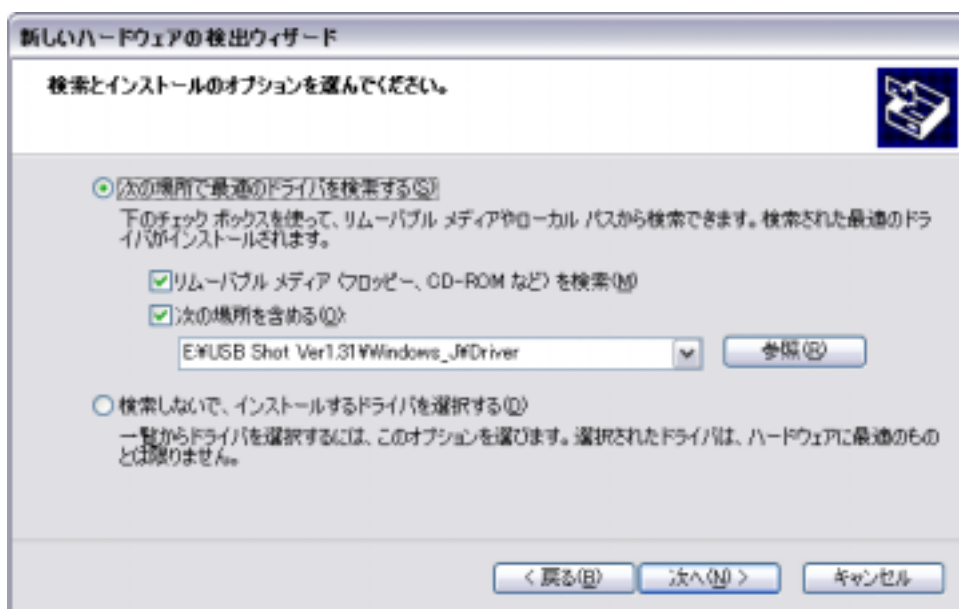 新しいハードウェアの検出ウィザード
検索とインストールのオプションを選んでください。
次の場所で最適のドライバを検索する(S)
下のチェック ボックスを使って、リムーバブル メディアやローカル パスから検索できます。検索された最適のドラ
イバがインストールされます。
リムーバブル メディア (フロッピー、CD-ROM など) を検索(M)
次の場所を含める(O):
E:¥USB Shot Ver1.31¥Windows_J¥Driver
参照(R)
検索しないで、インストールするドライバを選択する(D)
一覧からドライバを選択するには、このオプションを選びます。選択されたドライバは、ハードウェアに最適のもの
とは限りません。
< 戻る(B)
次へ(N) >
キャンセル